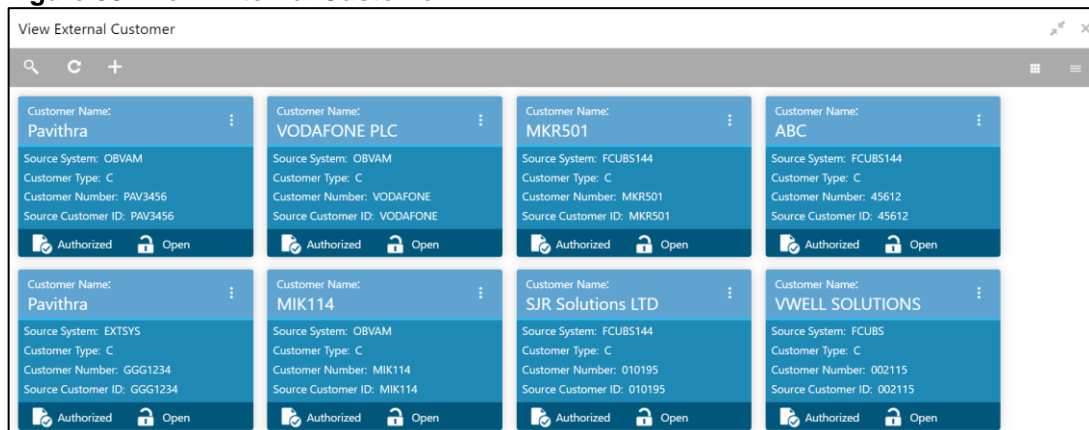 View External Customer
Customer Name:
Pavithra
Source System: OBVAM
Customer Type: C
Customer Number: PAV3456
Source Customer ID: PAV3456
Authorized Open
Customer Name:
VODAFONE PLC
Source System: OBVAM
Customer Type: C
Customer Number: VODAFONE
Source Customer ID: VODAFONE
Authorized Open
Customer Name:
MKR501
Source System: FCUBS144
Customer Type: C
Customer Number: MKR501
Source Customer ID: MKR501
Authorized Open
Customer Name:
ABC
Source System: FCUBS144
Customer Type: C
Customer Number: 45612
Source Customer ID: 45612
Authorized Open
Customer Name:
Pavithra
Source System: EXTSYS
Customer Type: C
Customer Number: GGG1234
Source Customer ID: GGG1234
Authorized Open
Customer Name:
MIK114
Source System: OBVAM
Customer Type: C
Customer Number: MIK114
Source Customer ID: MIK114
Authorized Open
Customer Name:
SJR Solutions LTD
Source System: FCUBS144
Customer Type: C
Customer Number: 010195
Source Customer ID: 010195
Authorized Open
Customer Name:
VWELL SOLUTIONS
Source System: FCUBS
Customer Type: C
Customer Number: 002115
Source Customer ID: 002115
Authorized Open